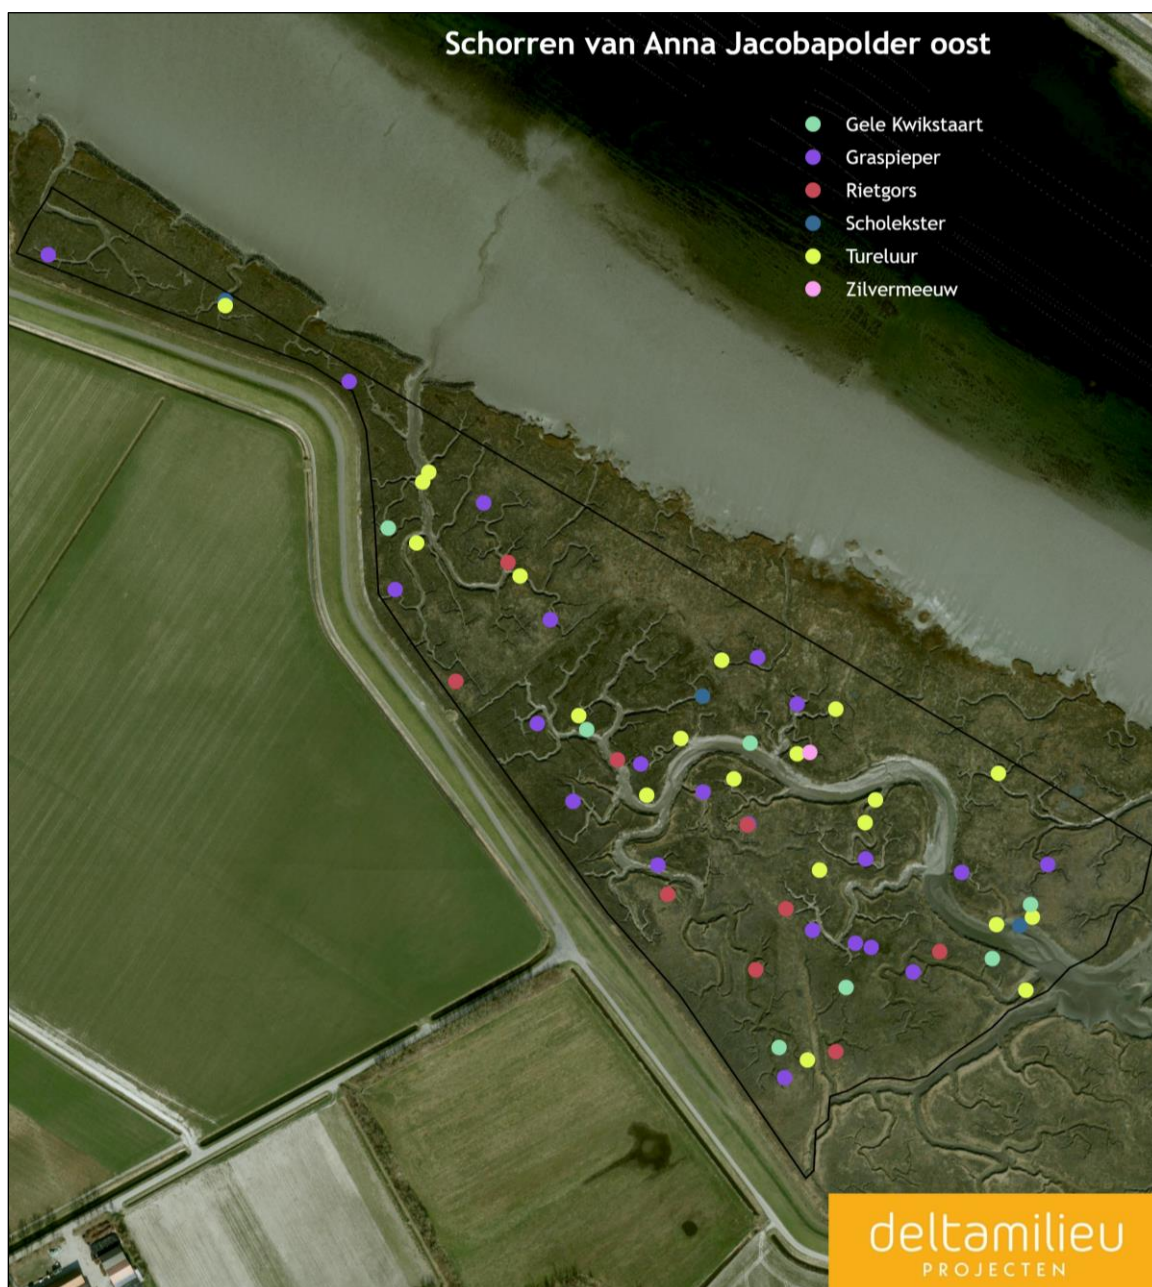 Schorren van Anna Jacobapolder oost
Gele Kwikstaart
Graspieper
Rietgors
Scholekster
Tureluur
Zilvermeeuw
deltamilieu
PROJECTEN